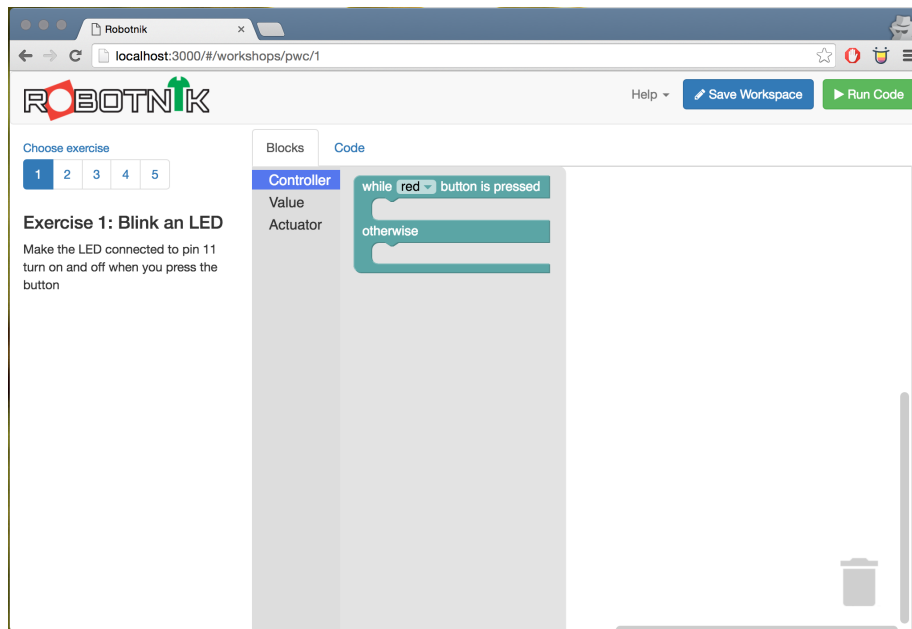 Robotnik
localhost:3000/#/workshops/pwc/1
ROBOTNIK
Help
Save Workspace
Run Code
Choose exercise
1 2 3 4 5
Exercise 1: Blink an LED
Make the LED connected to pin 11
turn on and off when you press the
button
Blocks
Code
Controller
Value
Actuator
while red button is pressed
otherwise